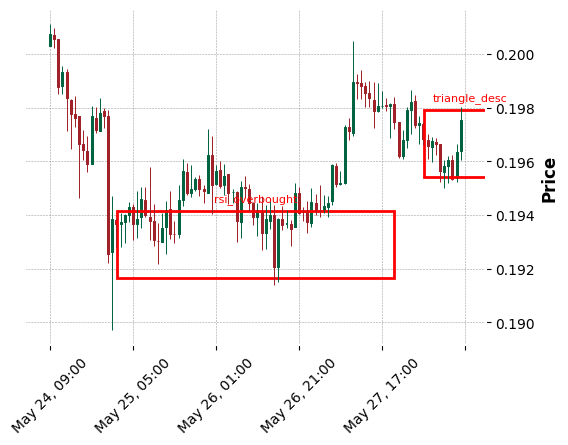 0.200
triangle_desc
0.198
0.196
rsi_overbought
0.194
0.192
0.190
Price
May 24, 09:00
May 25, 05:00
May 26, 01:00
May 26, 21:00
May 27, 17:00